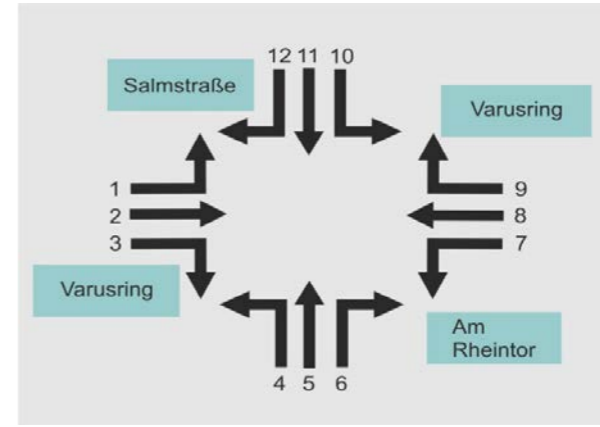 12 11 10
Salmstraße
Varusring
1
2
3
9
8
7
Varusring
Am
Rheintor
4 5 6